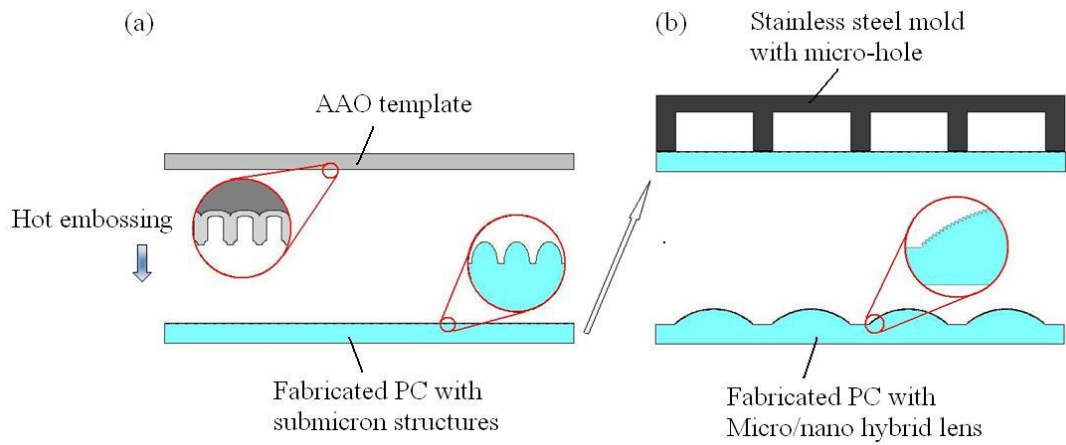 (a)
AAO template
Hot embossing
Fabricated PC with
submicron structures
(b)
Stainless steel mold
with micro-hole
Fabricated PC with
Micro/nano hybrid lens